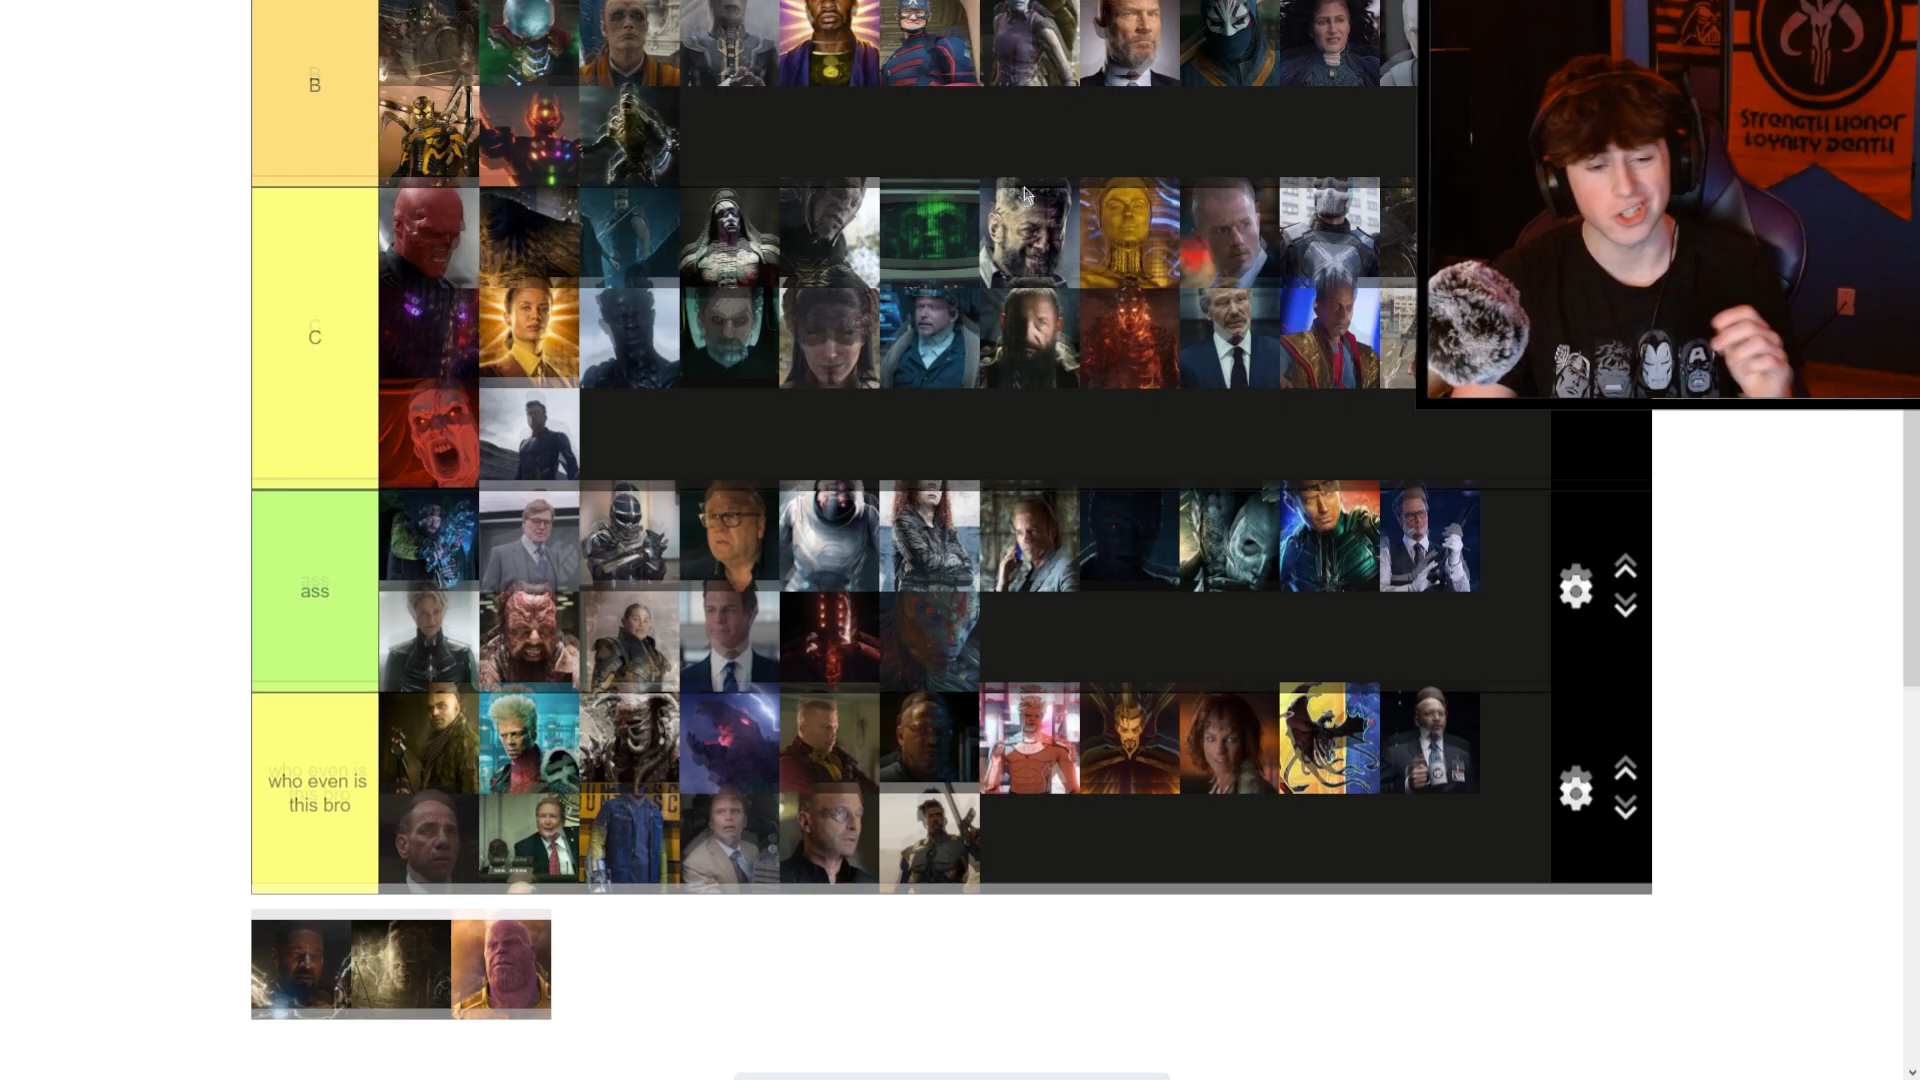 B
STRENGTH HONOR
LOYALTY DEATH
C
ass
who even is
this bro